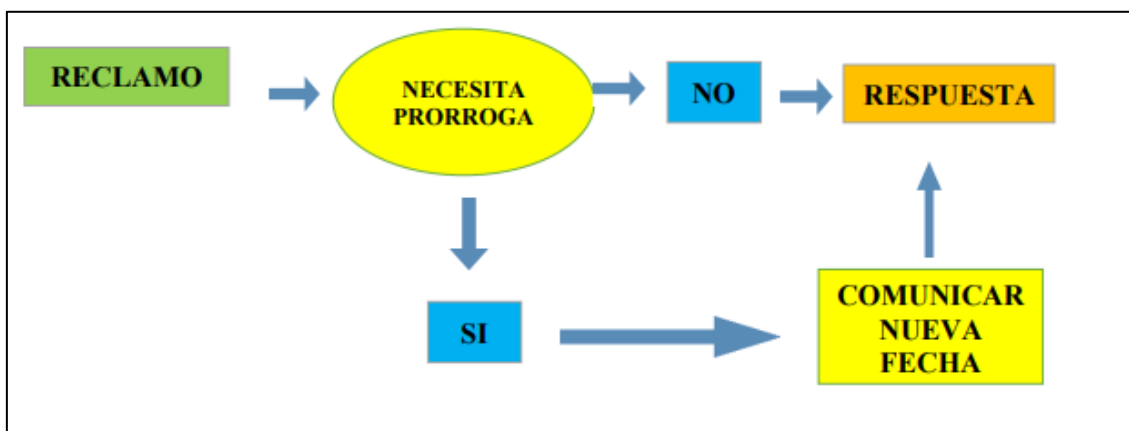 RECLAMO
NECESITA
PRORROGA
NO
RESPUESTA
SI
COMUNICAR
NUEVA
FECHA